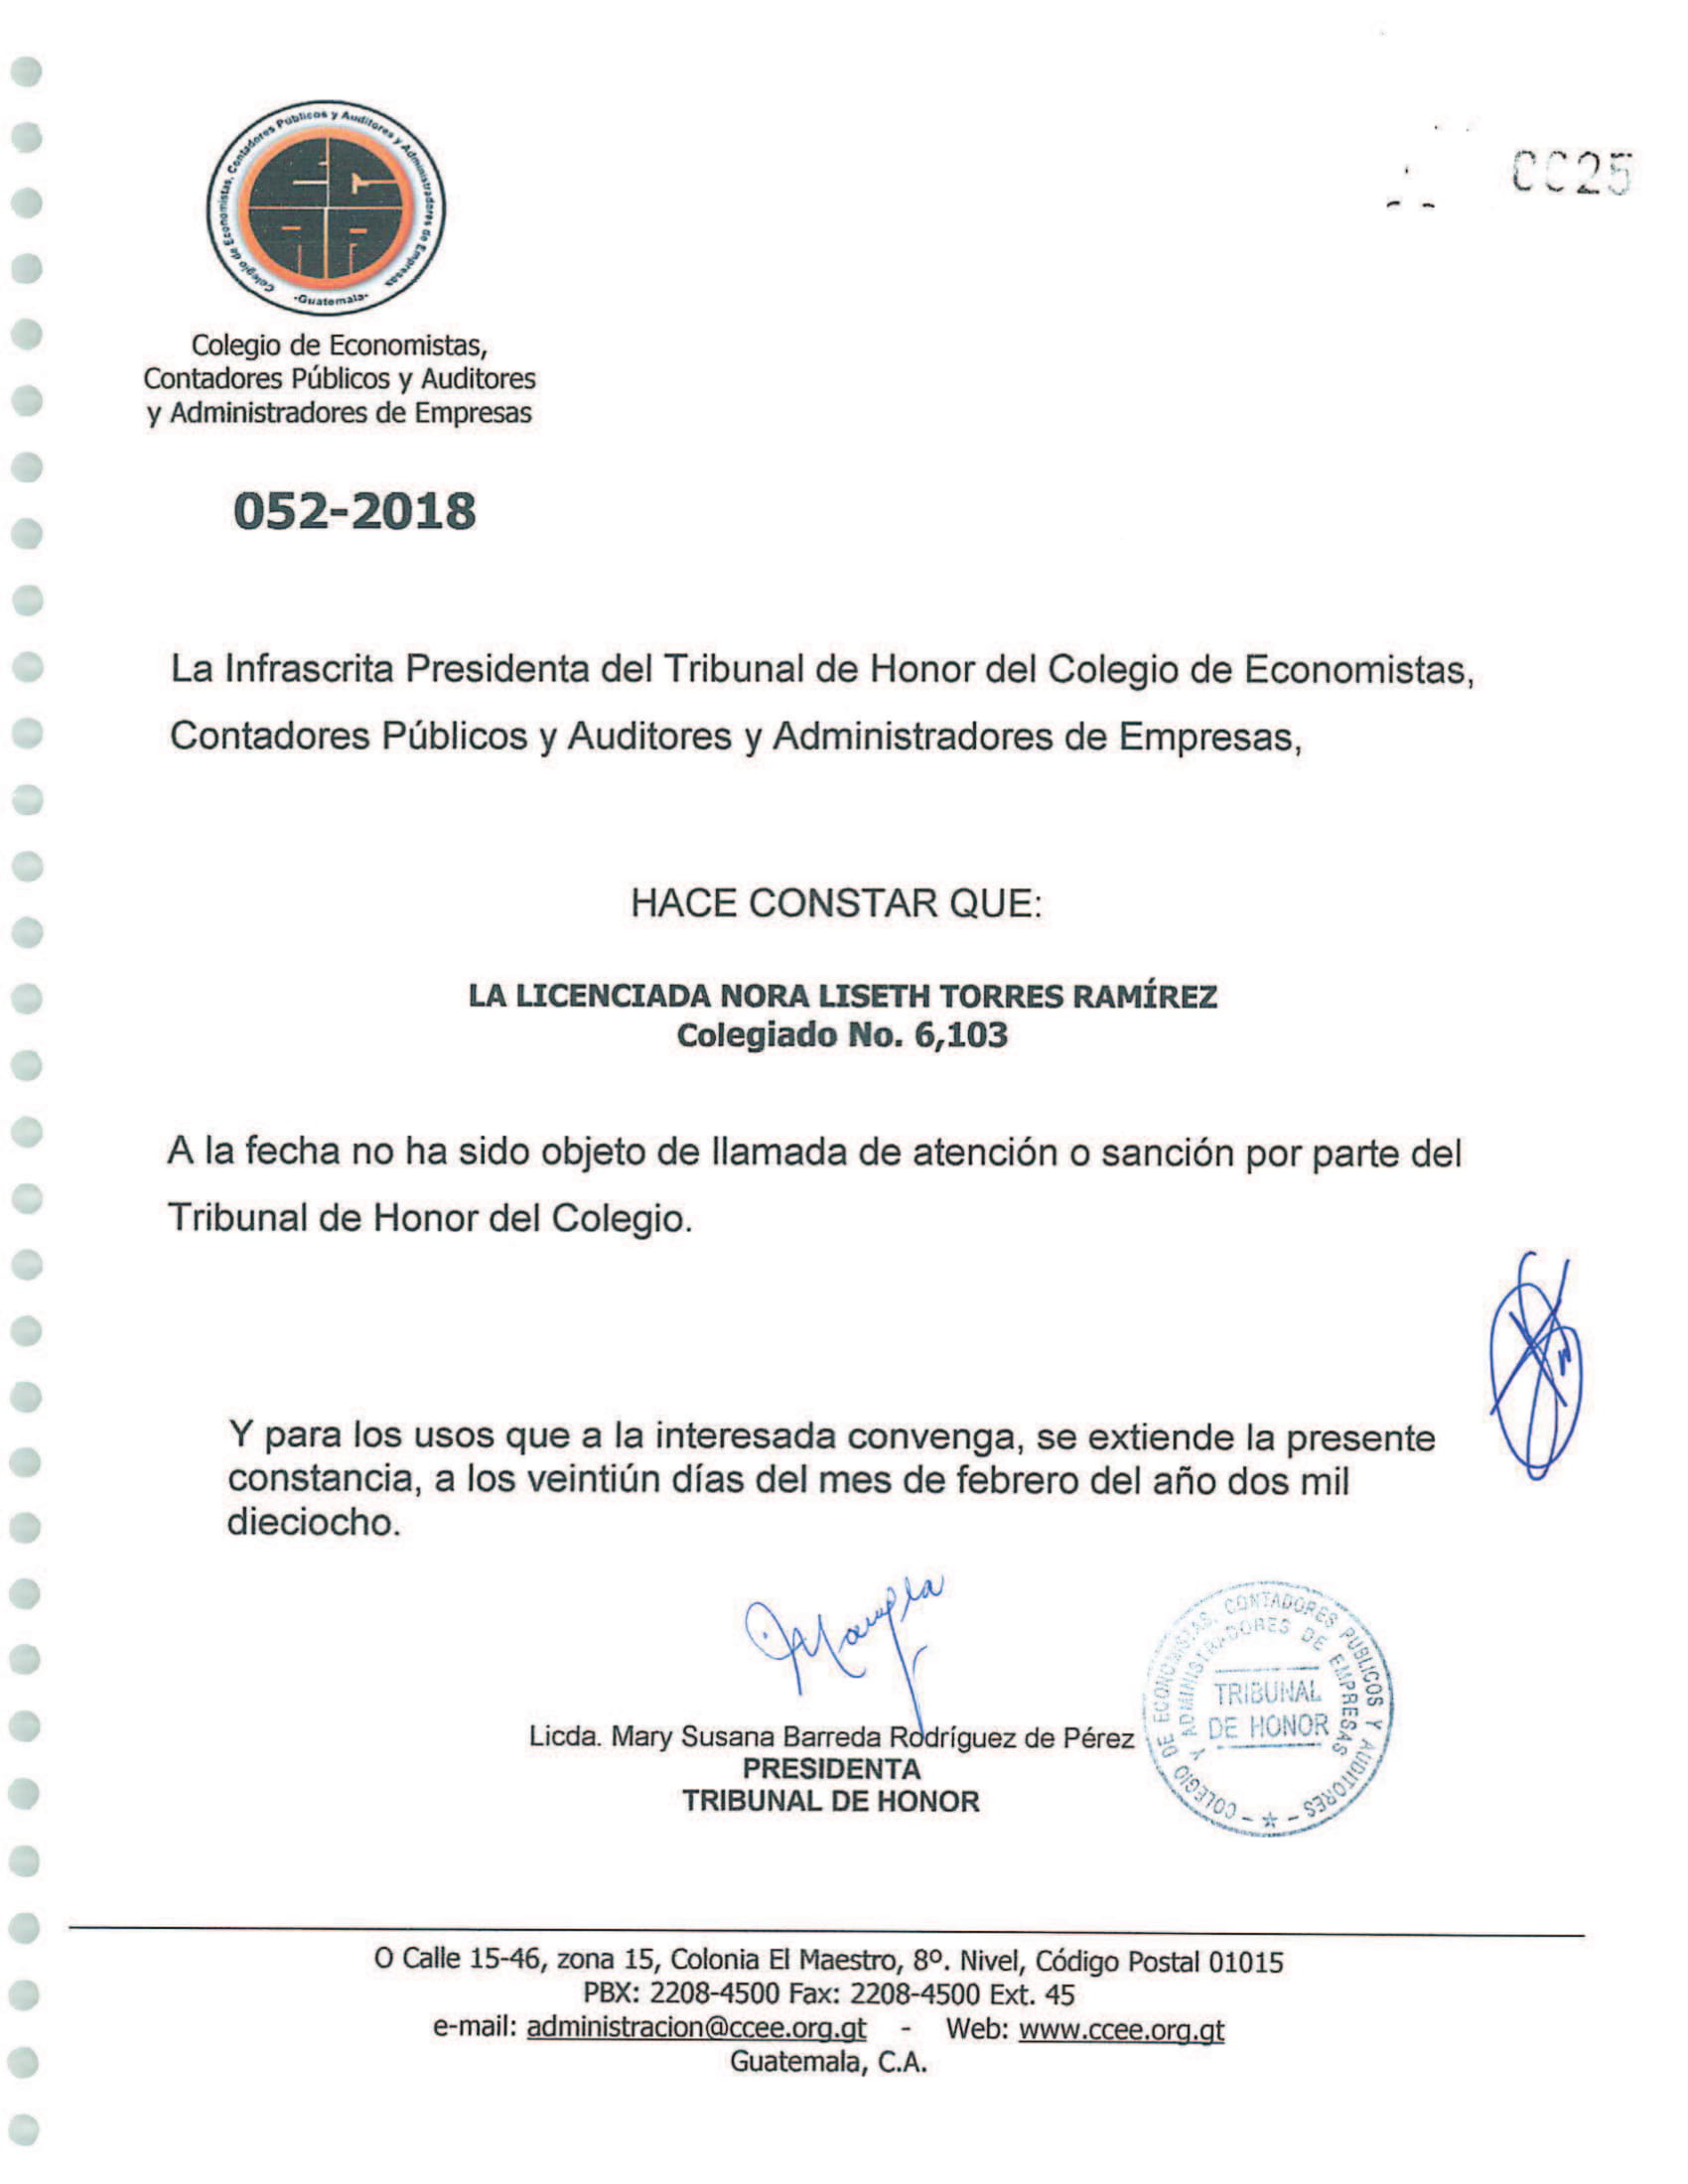 Colegio de Economistas, Contadores Públicos y Auditores y Administradores de Empresas
-Guatemala-
CC25
Colegio de Economistas,
Contadores Públicos y Auditores
y Administradores de Empresas
052-2018
La Infrascrita Presidenta del Tribunal de Honor del Colegio de Economistas,
Contadores Públicos y Auditores y Administradores de Empresas,
HACE CONSTAR QUE:
LA LICENCIADA NORA LISETH TORRES RAMÍREZ
Colegiado No. 6,103
A la fecha no ha sido objeto de llamada de atención o sanción por parte del
Tribunal de Honor del Colegio.
Y para los usos que a la interesada convenga, se extiende la presente
constancia, a los veintiún días del mes de febrero del año dos mil
dieciocho.
Licda. Mary Susana Barreda Rodríguez de Pérez
PRESIDENTA
TRIBUNAL DE HONOR
COLEGIO DE ECONOMISTAS, CONTADORES PUBLICOS Y AUDITORES
Y ADMINISTRADORES DE EMPRESAS
TRIBUNAL
DE HONOR
O Calle 15-46, zona 15, Colonia El Maestro, 8º. Nivel, Código Postal 01015
PBX: 2208-4500 Fax: 2208-4500 Ext. 45
e-mail: administracion@ccee.org.gt - Web: www.ccee.org.gt
Guatemala, C.A.